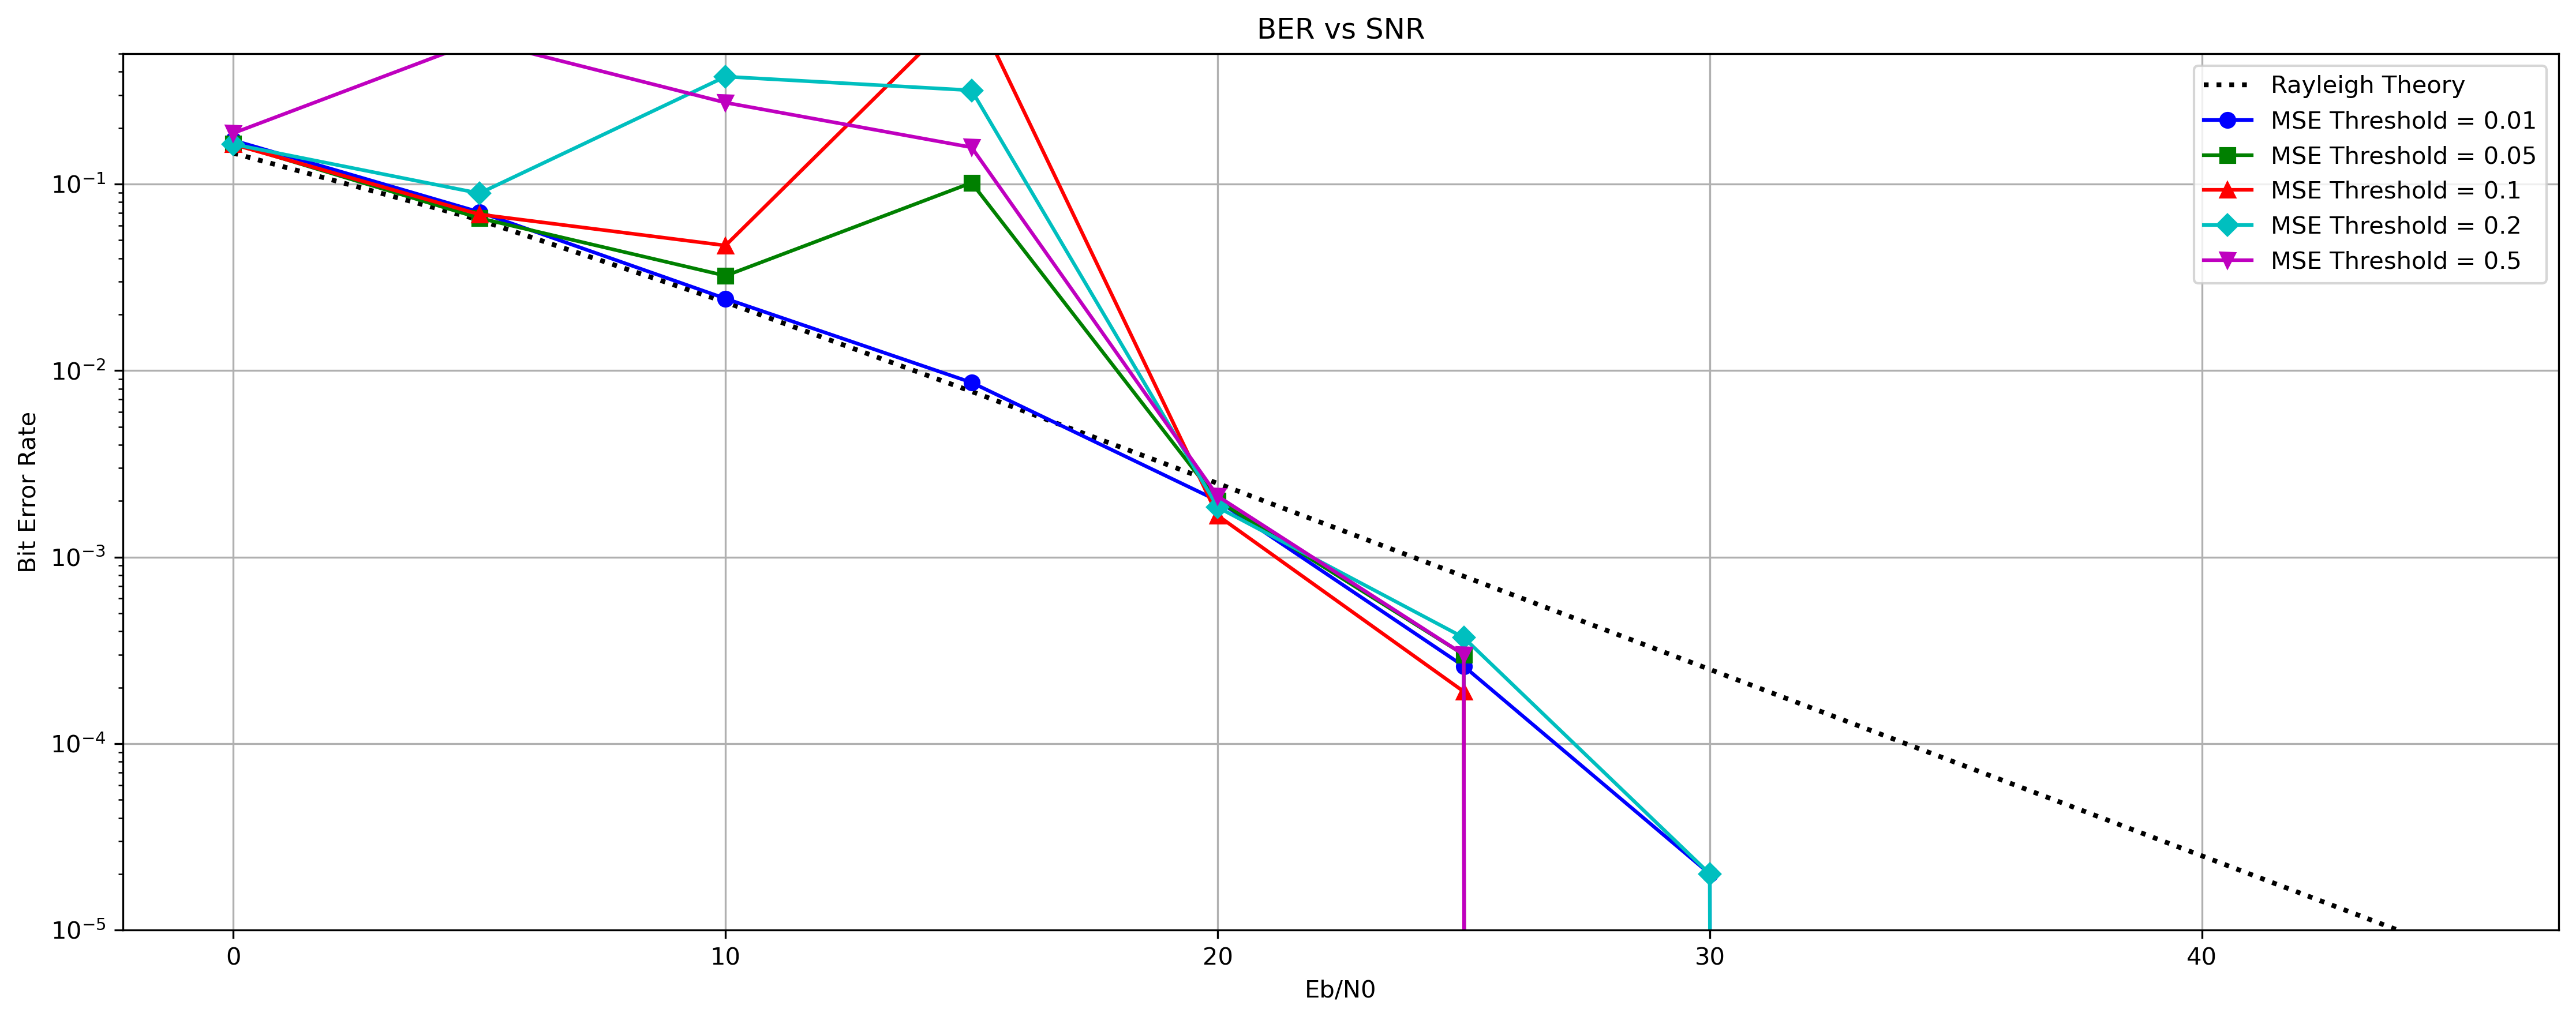 BER vs SNR
Bit Error Rate
10⁻¹
10⁻²
10⁻³
10⁻⁴
10⁻⁵
0 10 20 30 40
Eb/N0
Rayleigh Theory
MSE Threshold = 0.01
MSE Threshold = 0.05
MSE Threshold = 0.1
MSE Threshold = 0.2
MSE Threshold = 0.5